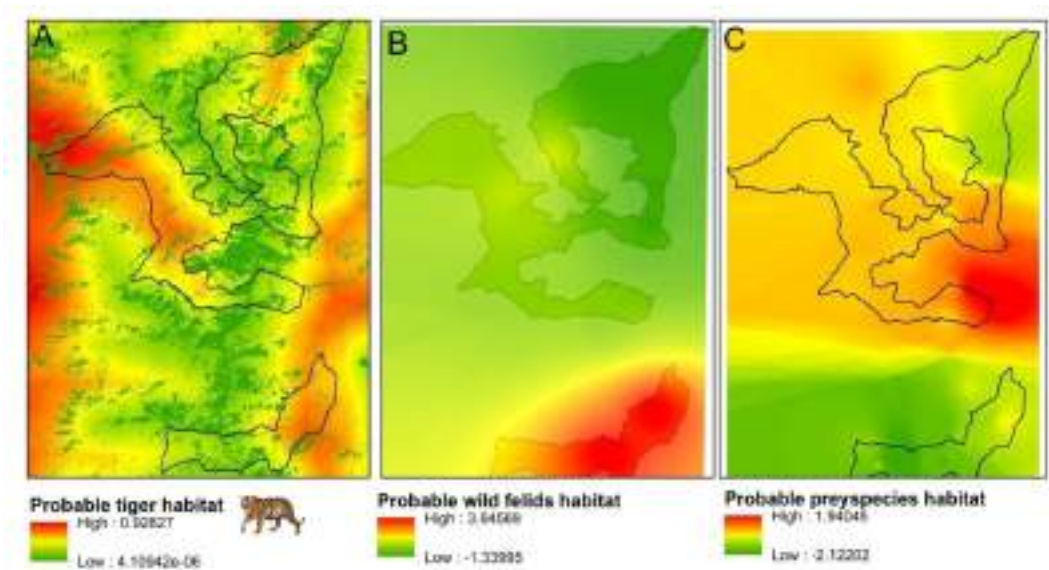 A
B
C
Probable tiger habitat
High : 0.92827
Low : 4.10942e-06
Probable wild felids habitat
High : 3.64569
Low : -1.33995
Probable preyspecies habitat
High : 1.94045
Low : -2.12202